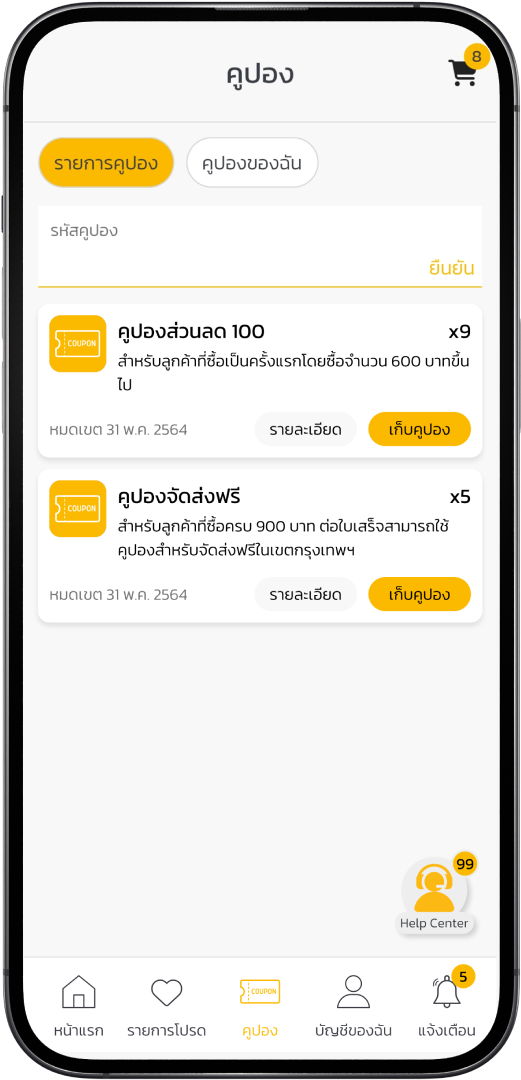 คูปอง
8
รายการคูปอง
คูปองของฉัน
รหัสคูปอง
ยืนยัน
COUPON
คูปองส่วนลด 100
x9
สำหรับลูกค้าที่ซื้อเป็นครั้งแรกโดยซื้อจำนวน 600 บาทขึ้น
ไป
หมดเขต 31 พ.ค. 2564
รายละเอียด
เก็บคูปอง
COUPON
คูปองจัดส่งฟรี
x5
สำหรับลูกค้าที่ซื้อครบ 900 บาท ต่อใบเสร็จสามารถใช้
คูปองสำหรับจัดส่งฟรีในเขตกรุงเทพฯ
หมดเขต 31 พ.ค. 2564
รายละเอียด
เก็บคูปอง
99
Help Center
5
COUPON
หน้าแรก
รายการโปรด
คูปอง
บัญชีของฉัน
แจ้งเตือน